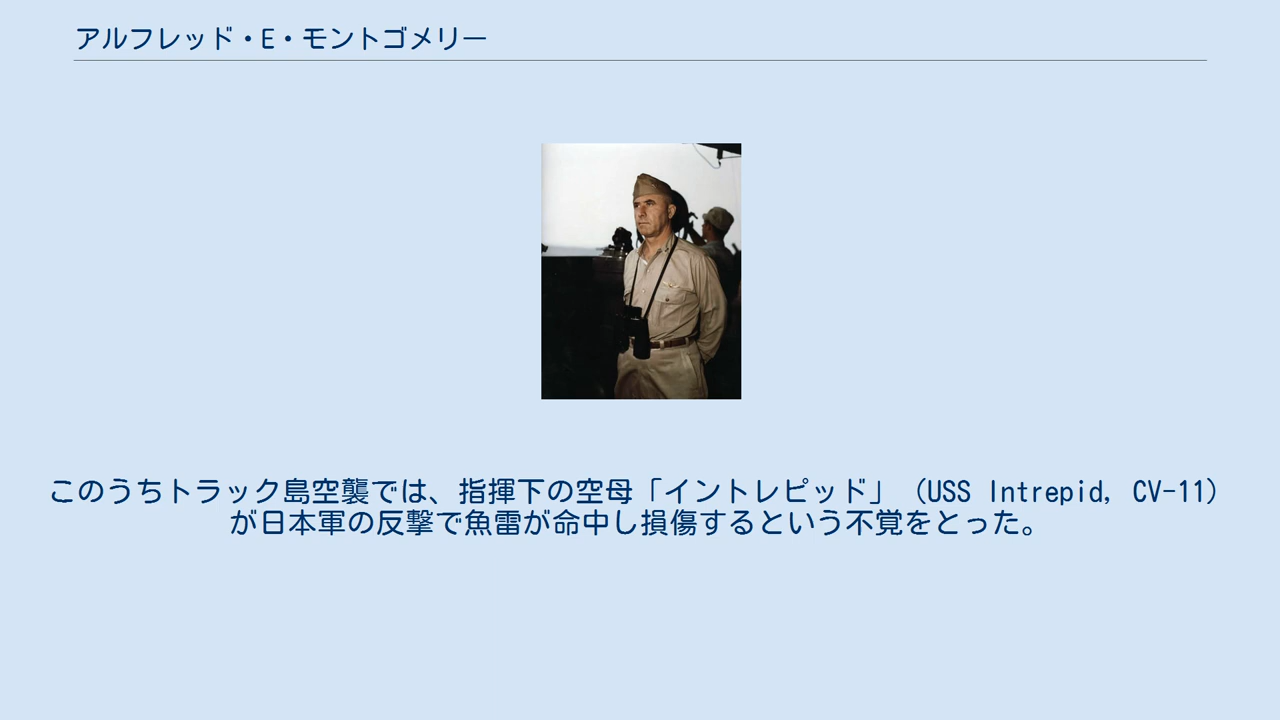 アルフレッド・E・モントゴメリー
このうちトラック島空襲では、指揮下の空母「イントレピッド」（USS Intrepid, CV-11）
が日本軍の反撃で魚雷が命中し損傷するという不覚をとった。